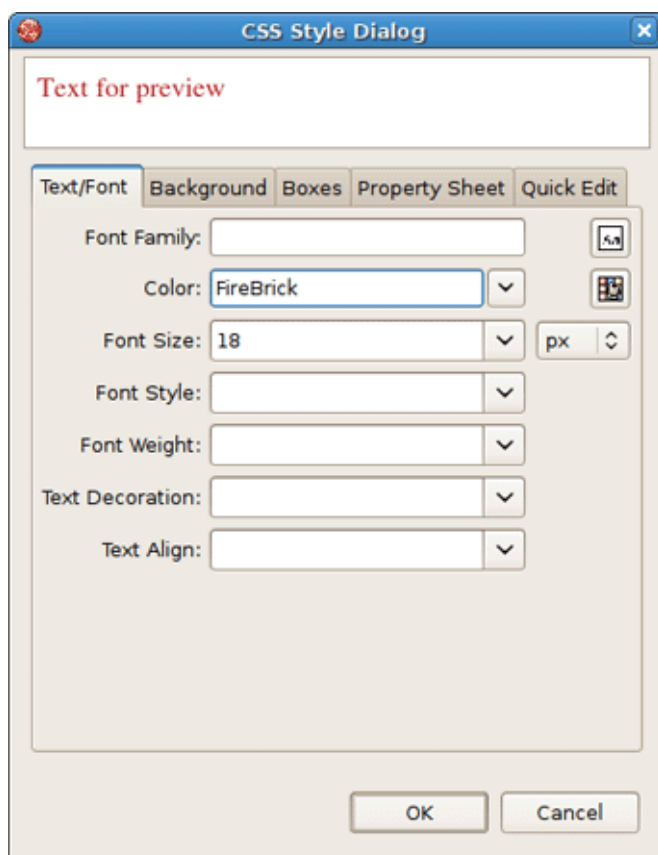 CSS Style Dialog
Text for preview
Text/Font Background Boxes Property Sheet Quick Edit
Font Family:
Color: FireBrick
Font Size: 18 px
Font Style:
Font Weight:
Text Decoration:
Text Align:
OK Cancel